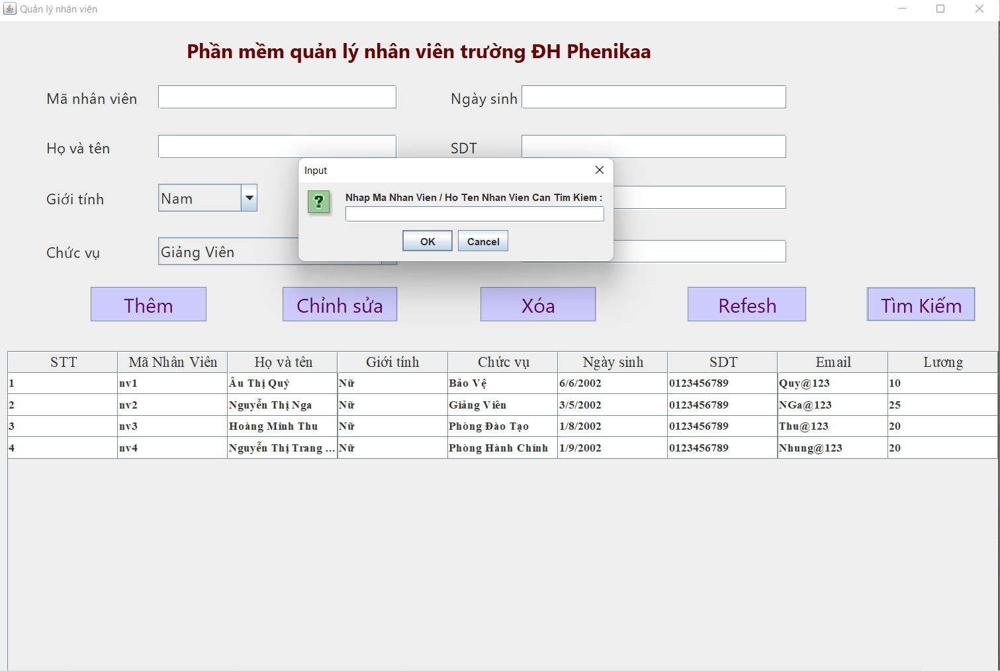 Quản lý nhân viên
Phần mềm quản lý nhân viên trường ĐH Phenikaa
Mã nhân viên
Ngày sinh
Họ và tên
SDT
Input
Nhap Ma Nhan Vien / Ho Ten Nhan Vien Can Tim Kiem :
OK Cancel
Giới tính Nam
Chức vụ Giảng Viên
Thêm Chỉnh sửa Xóa Refesh Tìm Kiếm
STT Mã Nhân Viên Họ và tên Giới tính Chức vụ Ngày sinh SDT Email Lương
1 nv1 Âu Thị Quý Nữ Bảo Vệ 6/6/2002 0123456789 Quy@123 10
2 nv2 Nguyễn Thị Nga Nữ Giảng Viên 3/5/2002 0123456789 NGa@123 25
3 nv3 Hoàng Minh Thu Nữ Phòng Đào Tạo 1/8/2002 0123456789 Thu@123 20
4 nv4 Nguyễn Thị Trang ... Nữ Phòng Hành Chính 1/9/2002 0123456789 Nhung@123 20